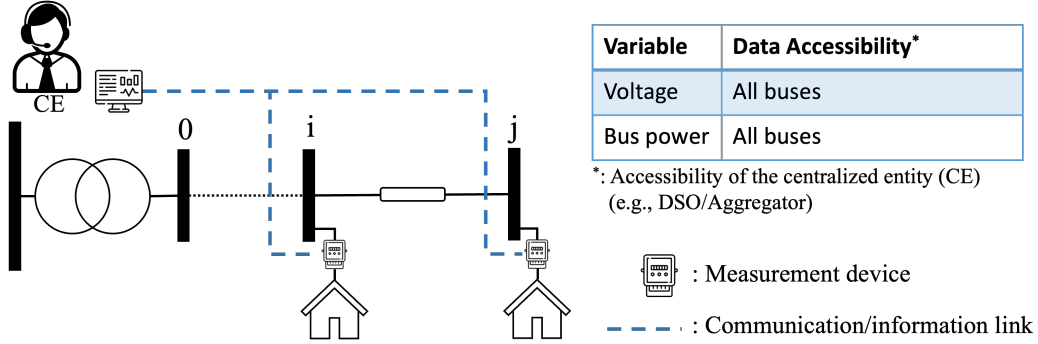 CE
0
i
j
Variable Data Accessibility*
Voltage All buses
Bus power All buses
*: Accessibility of the centralized entity (CE)
(e.g., DSO/Aggregator)
: Measurement device
: Communication/information link